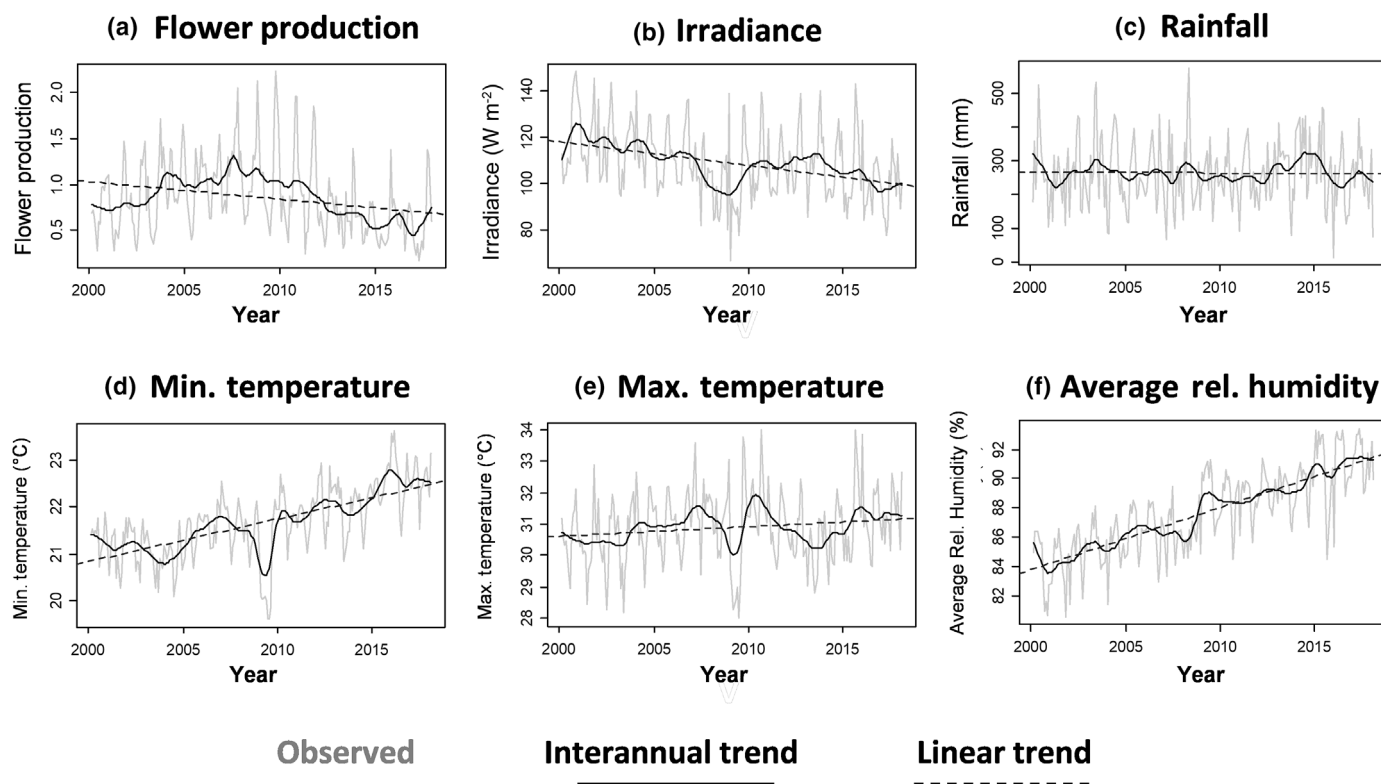 (a) Flower production
Flower production
2.0
1.5
1.0
0.5
2000 2005 2010 2015
Year
(b) Irradiance
Irradiance (W m-2)
140
120
100
80
2000 2005 2010 2015
Year
(c) Rainfall
Rainfall (mm)
500
300
100
0
2000 2005 2010 2015
Year
(d) Min. temperature
Min. temperature (°C)
23
22
21
20
2000 2005 2010 2015
Year
(e) Max. temperature
Max. temperature (°C)
34
33
32
31
30
29
28
2000 2005 2010 2015
Year
(f) Average rel. humidity
Average Rel. Humidity (%)
92
90
88
86
84
82
2000 2005 2010 2015
Year
Observed Interannual trend Linear trend